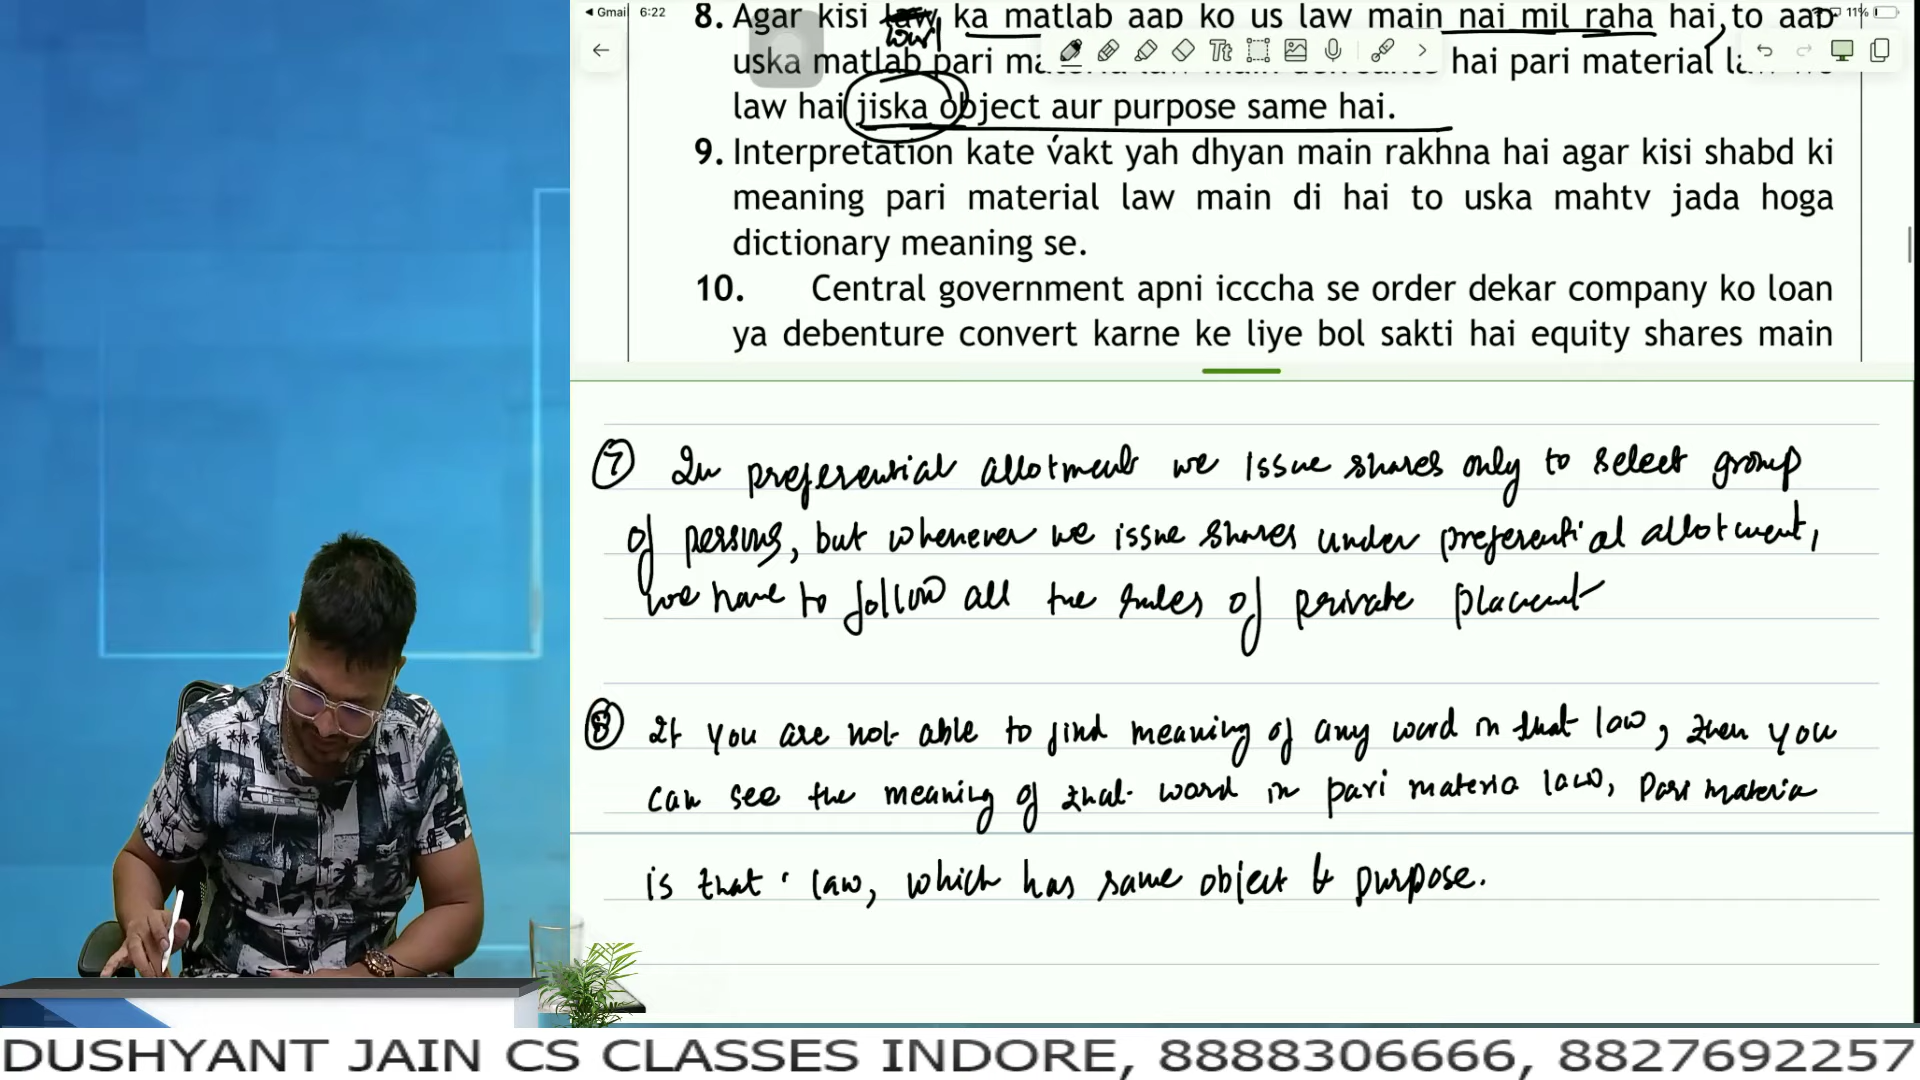 Gmail 6:22 11%
8. Agar kisi word ka matlab aap ko us law main nai mil raha hai, to aap
uska matlab pari hai pari material
law hai jiska object aur purpose same hai.
9. Interpretation kate vakt yah dhyan main rakhna hai agar kisi shabd ki
meaning pari material law main di hai to uska mahtv jada hoga
dictionary meaning se.
10. Central government apni icccha se order dekar company ko loan
ya debenture convert karne ke liye bol sakti hai equity shares main
7 In preferential allotment we issue shares only to select group
of persons, but whenever we issue shares under preferential allotment,
we have to follow all the rules of private placement
8 If you are not able to find meaning of any word in that law, then you
can see the meaning of that word in pari materia law, Pari materia
is that law, which has same object & purpose.
DUSHYANT JAIN CS CLASSES INDORE, 8888306666, 8827692257